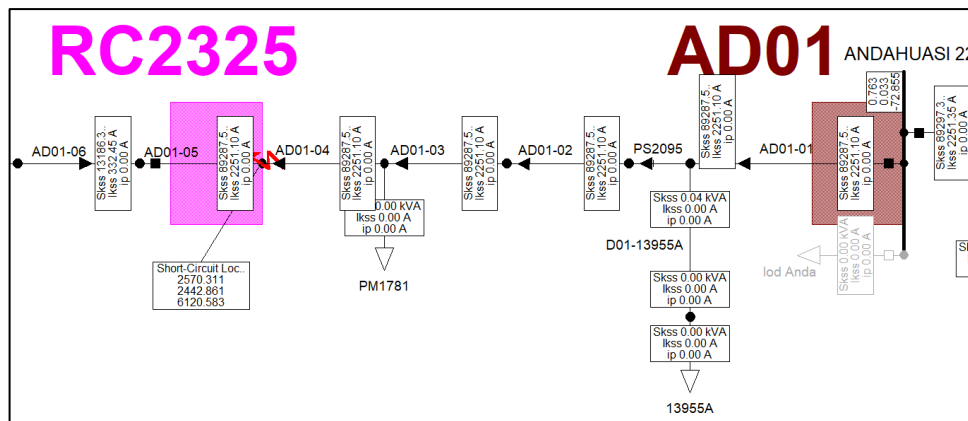 RC2325
AD01
ANDAHUASI 22
0.763
0.033
-72.855
Skss 89297.3..
Ikss 2251.35 A
ip 0.00 A
AD01-06
Skss 13186.3..
Ikss 332.45 A
ip 0.00 A
AD01-05
Skss 89287.5..
Ikss 2251.10 A
ip 0.00 A
AD01-04
Skss 89287.5..
Ikss 2251.10 A
ip 0.00 A
AD01-03
Skss 89287.5..
Ikss 2251.10 A
ip 0.00 A
AD01-02
Skss 89287.5..
Ikss 2251.10 A
ip 0.00 A
PS2095
Skss 89287.5..
Ikss 2251.10 A
ip 0.00 A
AD01-01
Skss 89287.5..
Ikss 2251.10 A
ip 0.00 A
0.00 kVA
Ikss 0.00 A
ip 0.00 A
PM1781
Skss 0.04 kVA
Ikss 0.00 A
ip 0.00 A
D01-13955A
Skss 0.00 kVA
Ikss 0.00 A
ip 0.00 A
Skss 0.00 kVA
Ikss 0.00 A
ip 0.00 A
13955A
Iod Anda
Skss 0.00 kVA
Ikss 0.00 A
ip 0.00 A
Short-Circuit Loc..
2570.311
2442.861
6120.583